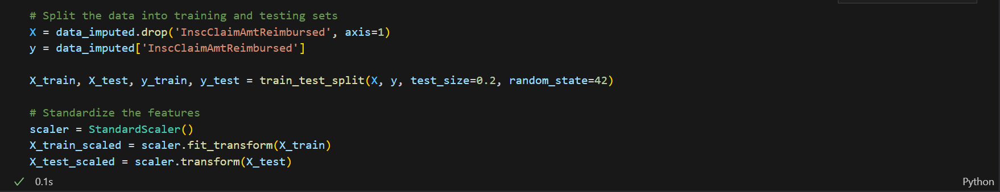 # Split the data into training and testing sets
X = data_imputed.drop('InscClaimAmtReimbursed', axis=1)
y = data_imputed['InscClaimAmtReimbursed']
X_train, X_test, y_train, y_test = train_test_split(X, y, test_size=0.2, random_state=42)
# Standardize the features
scaler = StandardScaler()
X_train_scaled = scaler.fit_transform(X_train)
X_test_scaled = scaler.transform(X_test)
0.1s
Python